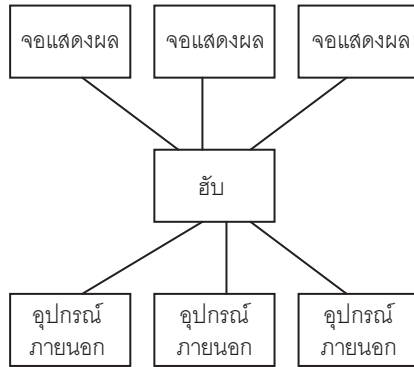 จอแสดงผล
จอแสดงผล
จอแสดงผล
ฮับ
อุปกรณ์
ภายนอก
อุปกรณ์
ภายนอก
อุปกรณ์
ภายนอก